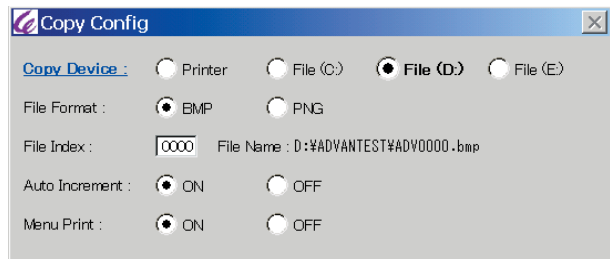 Copy Config
Copy Device : Printer File (C:) File (D:) File (E:)
File Format : BMP PNG
File Index : 0000 File Name : D:¥ADVANTEST¥ADV0000.bmp
Auto Increment : ON OFF
Menu Print : ON OFF